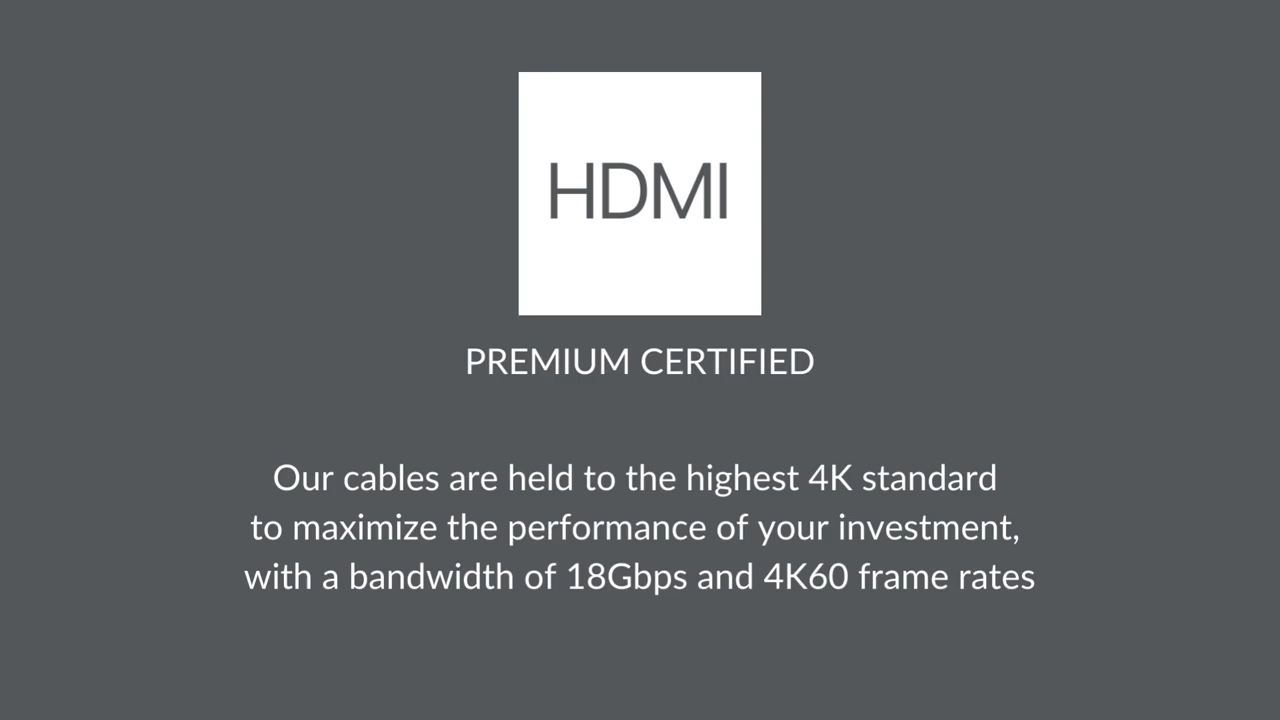 HDMI
PREMIUM CERTIFIED
Our cables are held to the highest 4K standard
to maximize the performance of your investment,
with a bandwidth of 18Gbps and 4K60 frame rates